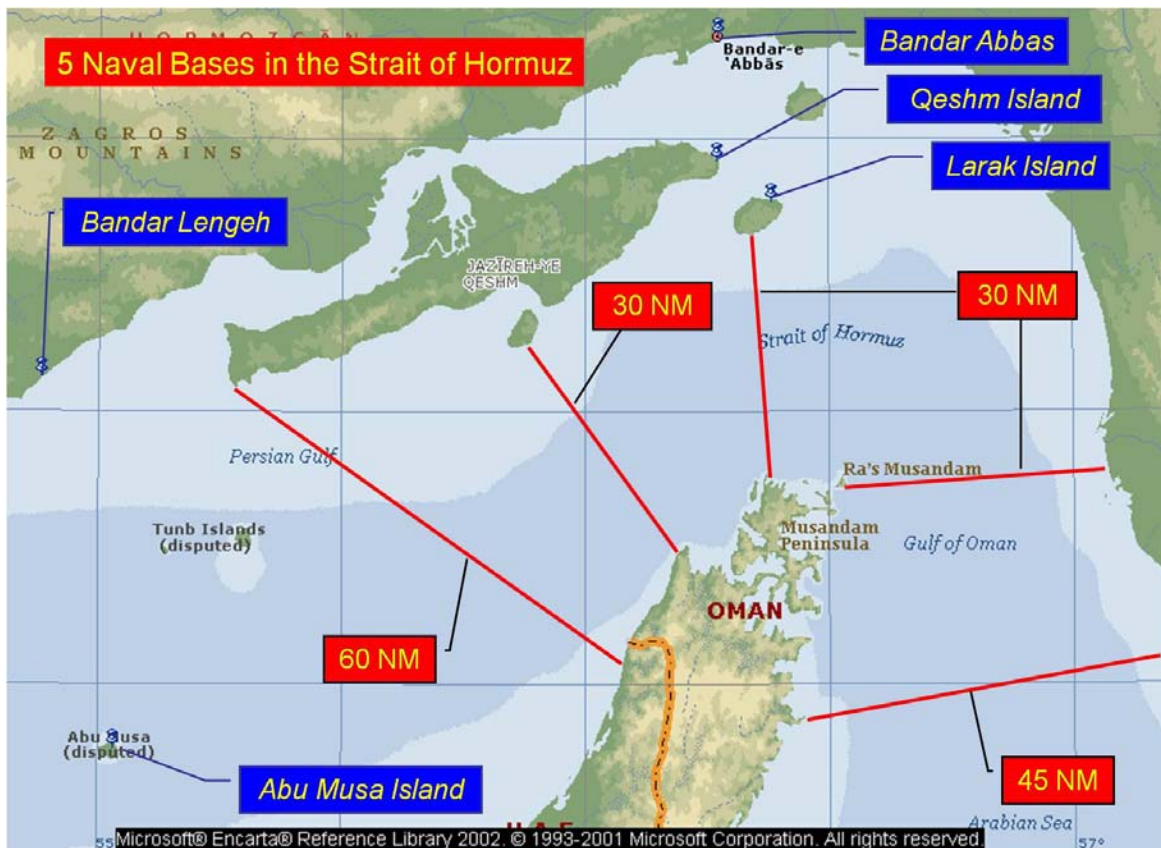 HORMOZGĀN
5 Naval Bases in the Strait of Hormuz
Bandar-e
'Abbās
Bandar Abbas
Qeshm Island
Larak Island
ZAGROS
MOUNTAINS
Bandar Lengeh
JAZĪREH-YE
QESHM
30 NM
30 NM
Strait of Hormuz
Persian Gulf
Ra's Musandam
Tunb Islands
(disputed)
Musandam
Peninsula
Gulf of Oman
OMAN
60 NM
Abu Musa
(disputed)
Abu Musa Island
45 NM
Arabian Sea
U.A.E.
55
57°
Microsoft® Encarta® Reference Library 2002. © 1993-2001 Microsoft Corporation. All rights reserved.